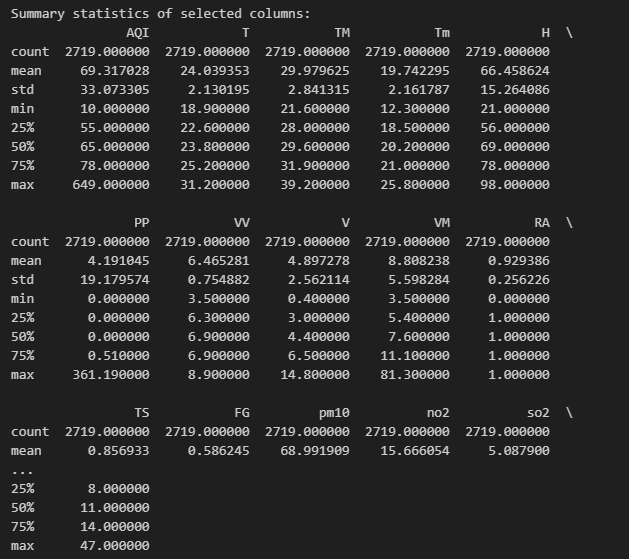 Summary statistics of selected columns:
AQI T TM Tm H \
count 2719.000000 2719.000000 2719.000000 2719.000000 2719.000000
mean 69.317028 24.039353 29.979625 19.742295 66.458624
std 33.073305 2.130195 2.841315 2.161787 15.264086
min 10.000000 18.900000 21.600000 12.300000 21.000000
25% 55.000000 22.600000 28.000000 18.500000 56.000000
50% 65.000000 23.800000 29.600000 20.200000 69.000000
75% 78.000000 25.200000 31.900000 21.000000 78.000000
max 649.000000 31.200000 39.200000 25.800000 98.000000
PP VV V VM RA \
count 2719.000000 2719.000000 2719.000000 2719.000000 2719.000000
mean 4.191045 6.465281 4.897278 8.808238 0.929386
std 19.179574 0.754882 2.562114 5.598284 0.256226
min 0.000000 3.500000 0.400000 3.500000 0.000000
25% 0.000000 6.300000 3.000000 5.400000 1.000000
50% 0.000000 6.900000 4.400000 7.600000 1.000000
75% 0.510000 6.900000 6.500000 11.100000 1.000000
max 361.190000 8.900000 14.800000 81.300000 1.000000
TS FG pm10 no2 so2 \
count 2719.000000 2719.000000 2719.000000 2719.000000 2719.000000
mean 0.856933 0.586245 68.991909 15.666054 5.087900
...
25% 8.000000
50% 11.000000
75% 14.000000
max 47.000000